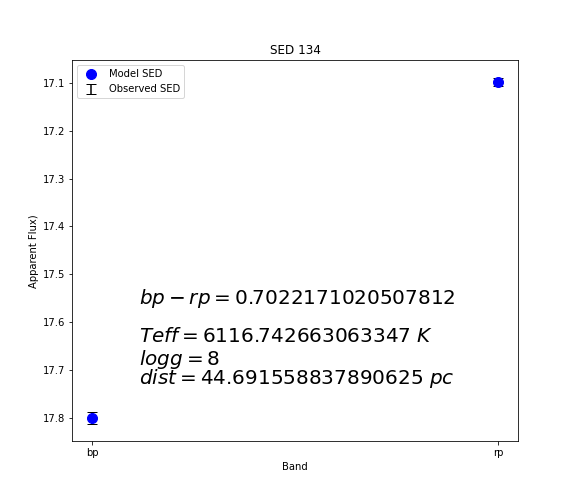 SED 134
Model SED
Observed SED
17.1
17.2
17.3
17.4
17.5
17.6
17.7
17.8
Apparent Flux)
bp − rp = 0.7022171020507812
Teff = 6116.742663063347 K
logg = 8
dist = 44.691558837890625 pc
bp
rp
Band